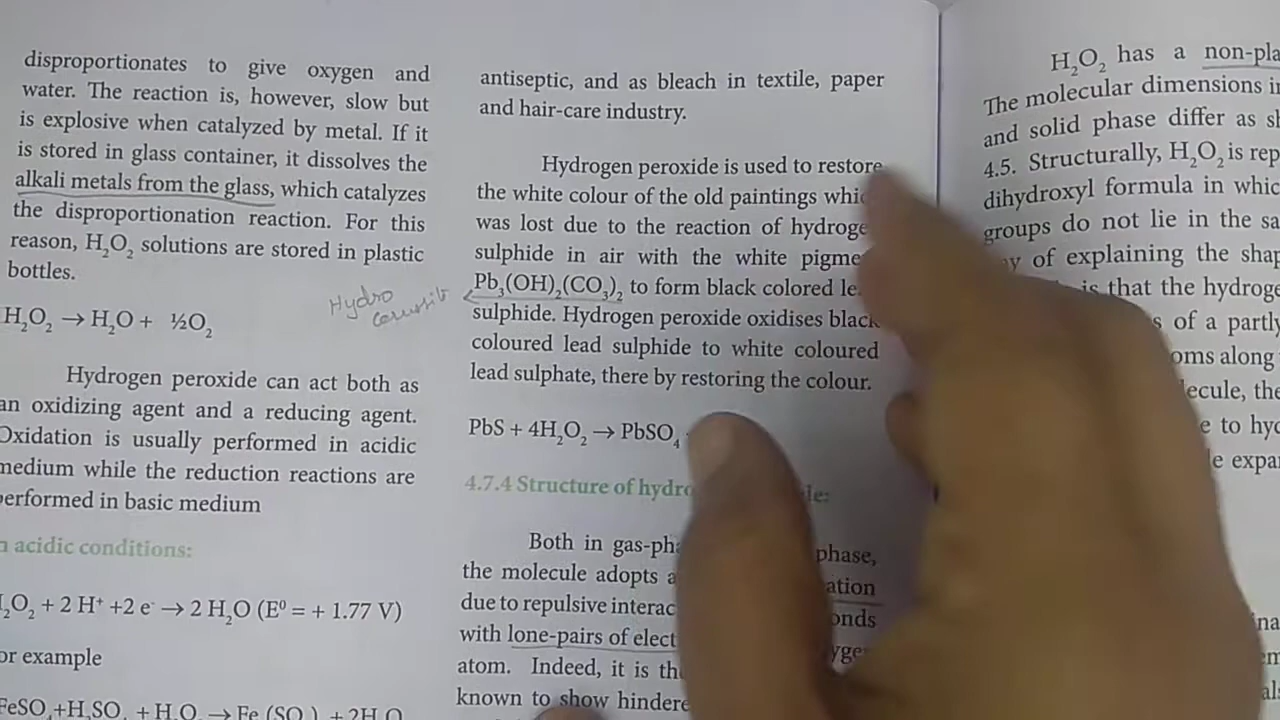 disproportionates to give oxygen and
water. The reaction is, however, slow but
is explosive when catalyzed by metal. If it
is stored in glass container, it dissolves the
alkali metals from the glass, which catalyzes
the disproportionation reaction. For this
reason, H₂O₂ solutions are stored in plastic
bottles.
H₂O₂ → H₂O + ½O₂
Hydrogen peroxide can act both as
an oxidizing agent and a reducing agent.
Oxidation is usually performed in acidic
medium while the reduction reactions are
performed in basic medium
acidic conditions:
₂O₂ + 2 H⁺ +2 e⁻ → 2 H₂O (E⁰ = + 1.77 V)
or example
FeSO₄+H₂SO₄ + H₂O₂ → Fe₂(SO₄)₃ + 2H₂O
Hydro
antiseptic, and as bleach in textile, paper
and hair-care industry.
Hydrogen peroxide is used to restore
the white colour of the old paintings whic
was lost due to the reaction of hydroge
sulphide in air with the white pigme
Pb₃(OH)₂(CO₃)₂ to form black colored le
sulphide. Hydrogen peroxide oxidises black
coloured lead sulphide to white coloured
lead sulphate, there by restoring the colour.
PbS + 4H₂O₂ → PbSO₄
4.7.4 Structure of hydro de:
Both in gas-ph phase,
the molecule adopts a ation
due to repulsive interac onds
with lone-pairs of elect yge
atom. Indeed, it is th
known to show hindere
H₂O₂ has a non-pla
The molecular dimensions i
and solid phase differ as s
4.5. Structurally, H₂O₂ is rep
dihydroxyl formula in whic
groups do not lie in the sa
ay of explaining the shap
is that the hydroge
s of a partly
oms along
lecule, the
e to hyd
le expa